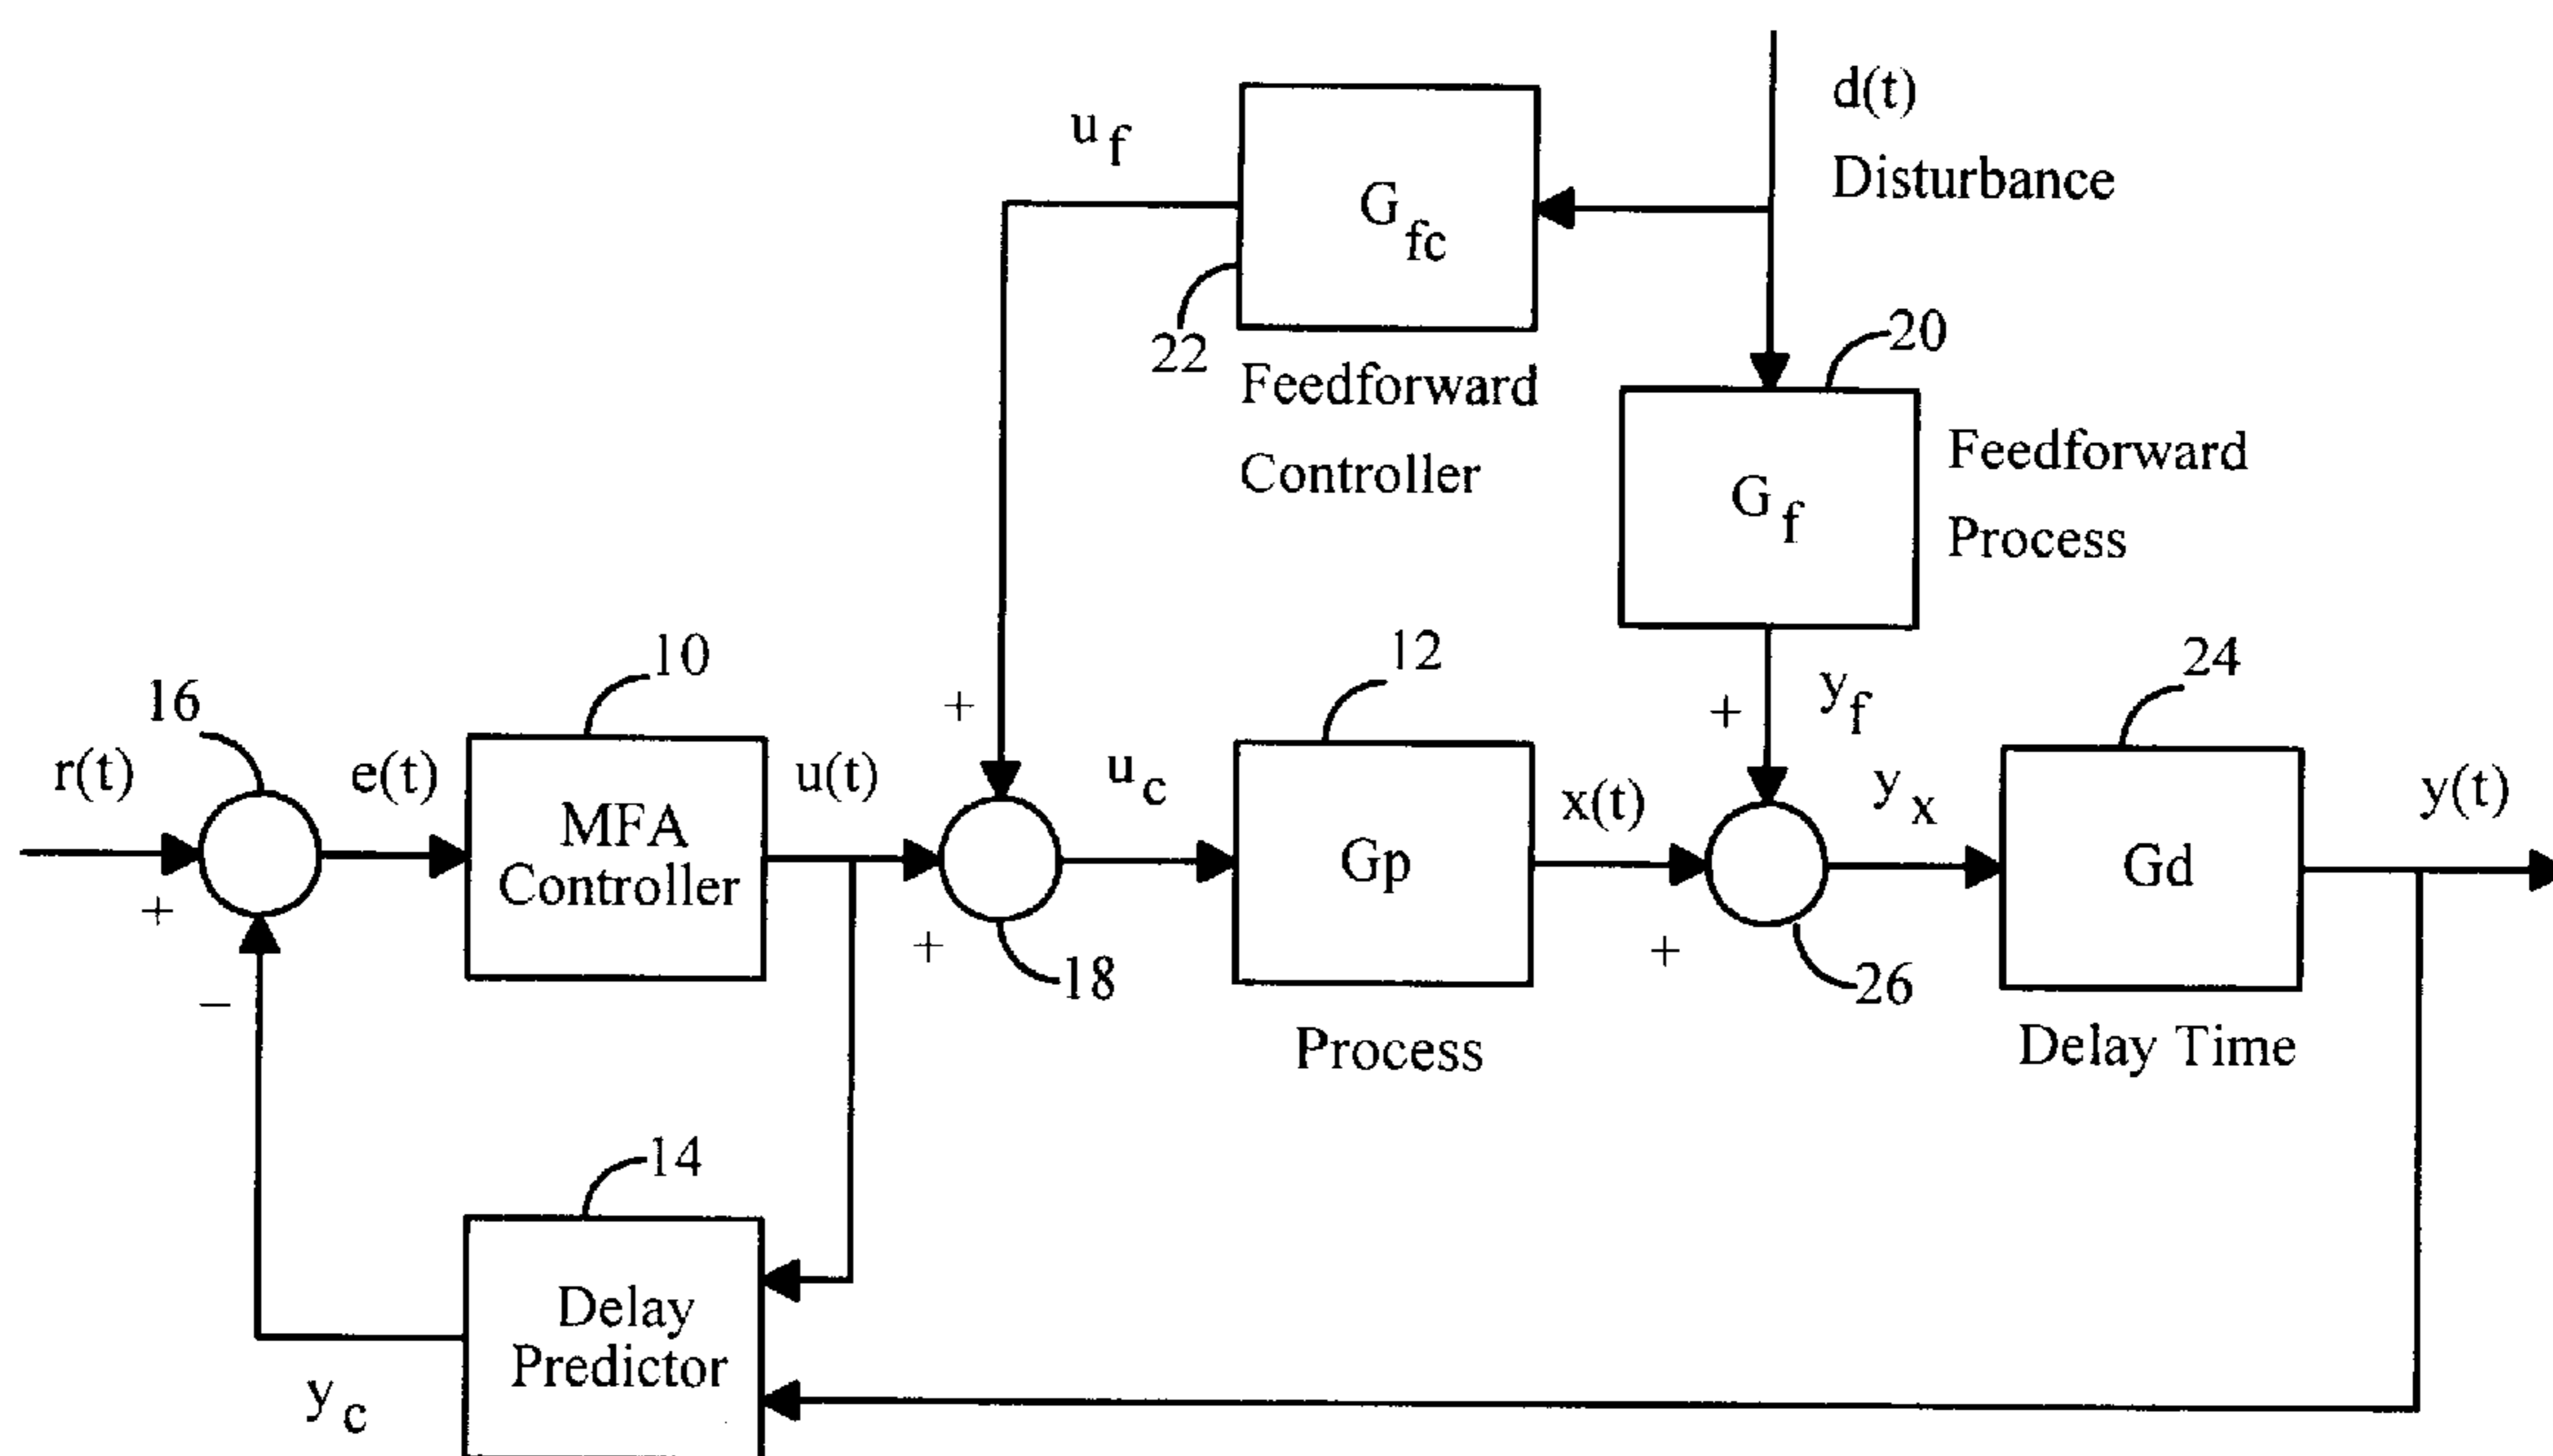 d(t)
Disturbance
u f
G fc
22
Feedforward
Controller
20
G f
Feedforward
Process
16
10
12
24
r(t)
e(t)
MFA
Controller
u(t)
+
u c
Gp
x(t)
+
y f
y x
Gd
y(t)
+
−
+
18
+
26
Process
Delay Time
14
Delay
Predictor
y c